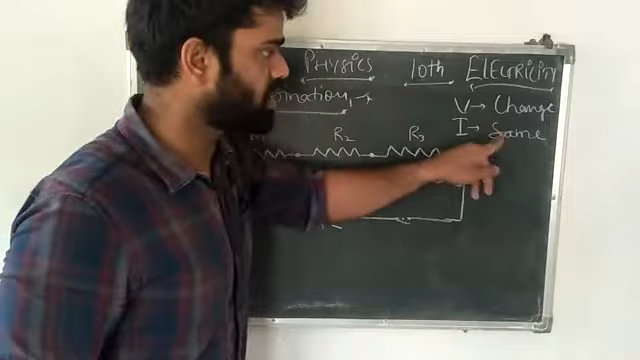 PHYSICS 10th ELECTRICITY
V→ Change
I→ Same
R₂ R₃